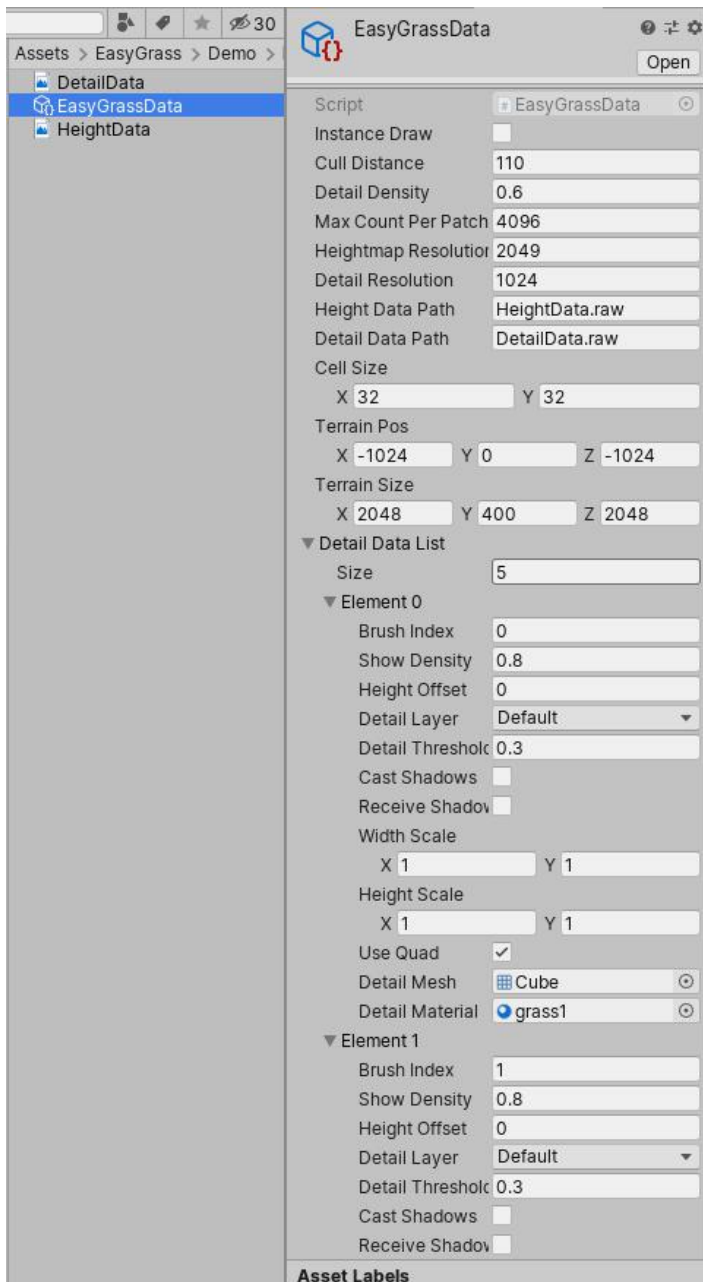 30
Assets > EasyGrass > Demo >
DetailData
EasyGrassData
HeightData
EasyGrassData
Open
Script EasyGrassData
Instance Draw
Cull Distance 110
Detail Density 0.6
Max Count Per Patch 4096
Heightmap Resolution 2049
Detail Resolution 1024
Height Data Path HeightData.raw
Detail Data Path DetailData.raw
Cell Size
X 32 Y 32
Terrain Pos
X -1024 Y 0 Z -1024
Terrain Size
X 2048 Y 400 Z 2048
Detail Data List
Size 5
Element 0
Brush Index 0
Show Density 0.8
Height Offset 0
Detail Layer Default
Detail Threshold 0.3
Cast Shadows
Receive Shadow
Width Scale
X 1 Y 1
Height Scale
X 1 Y 1
Use Quad
Detail Mesh Cube
Detail Material grass1
Element 1
Brush Index 1
Show Density 0.8
Height Offset 0
Detail Layer Default
Detail Threshold 0.3
Cast Shadows
Receive Shadow
Asset Labels